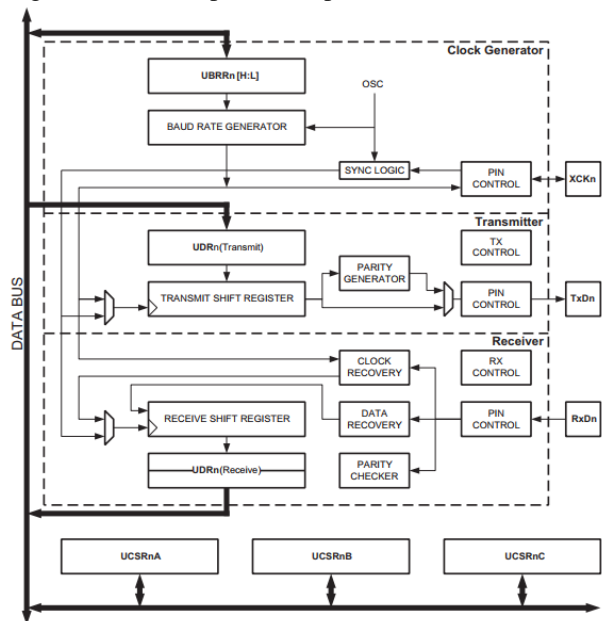 Clock Generator
UBRRn [H:L]
OSC
BAUD RATE GENERATOR
SYNC LOGIC
PIN
CONTROL
XCKn
Transmitter
UDRn(Transmit)
TX
CONTROL
PARITY
GENERATOR
TRANSMIT SHIFT REGISTER
PIN
CONTROL
TxDn
DATA BUS
Receiver
CLOCK
RECOVERY
RX
CONTROL
RECEIVE SHIFT REGISTER
DATA
RECOVERY
PIN
CONTROL
RxDn
UDRn(Receive)
PARITY
CHECKER
UCSRnA
UCSRnB
UCSRnC